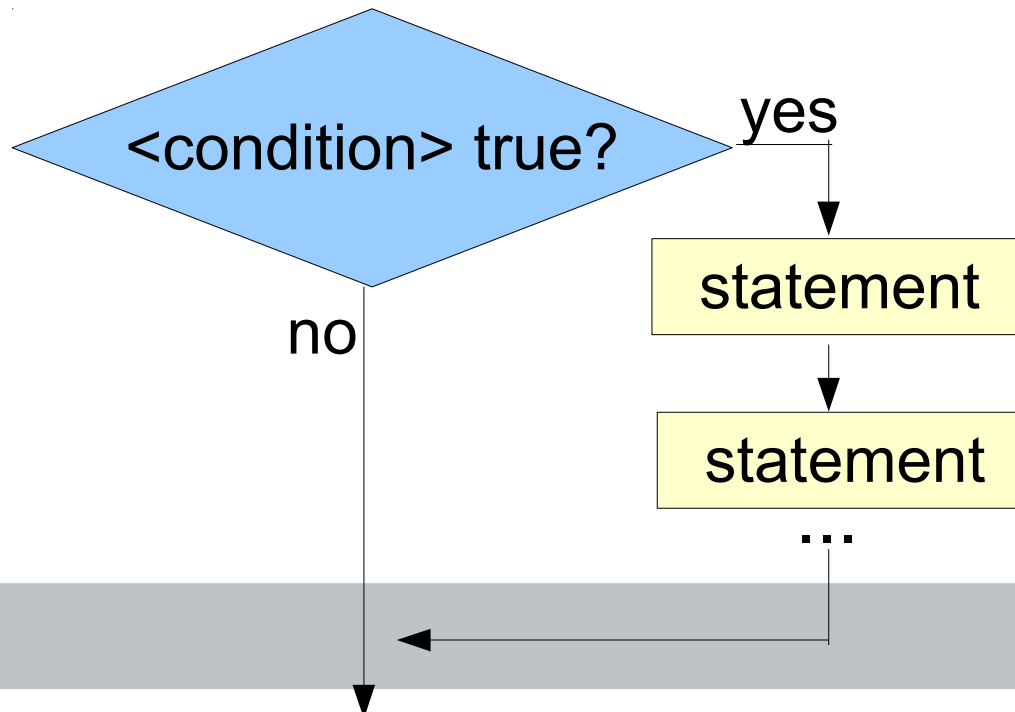 <condition> true?
yes
statement
no
statement
...